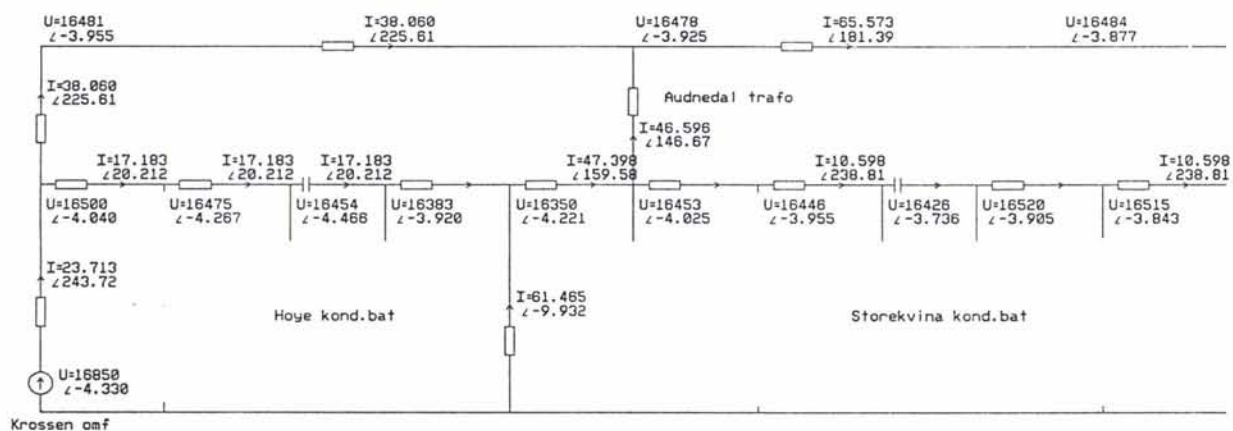 U=16481
∠-3.955
I=38.060
∠225.61
U=16478
∠-3.925
I=65.573
∠181.39
U=16484
∠-3.877
I=38.060
∠225.61
Audnedal trafo
I=46.596
∠146.67
I=17.183
∠20.212
I=17.183
∠20.212
I=17.183
∠20.212
I=47.398
∠159.58
I=10.598
∠238.81
I=10.598
∠238.81
U=16500
∠-4.040
U=16475
∠-4.267
U=16454
∠-4.468
U=16383
∠-3.920
U=16350
∠-4.221
U=16453
∠-4.025
U=16446
∠-3.955
U=16426
∠-3.736
U=16520
∠-3.905
U=16515
∠-3.843
I=23.713
∠243.72
Hoye kond.bat
I=61.465
∠-9.932
Storekvina kond.bat
U=16850
∠-4.330
Krossen omf